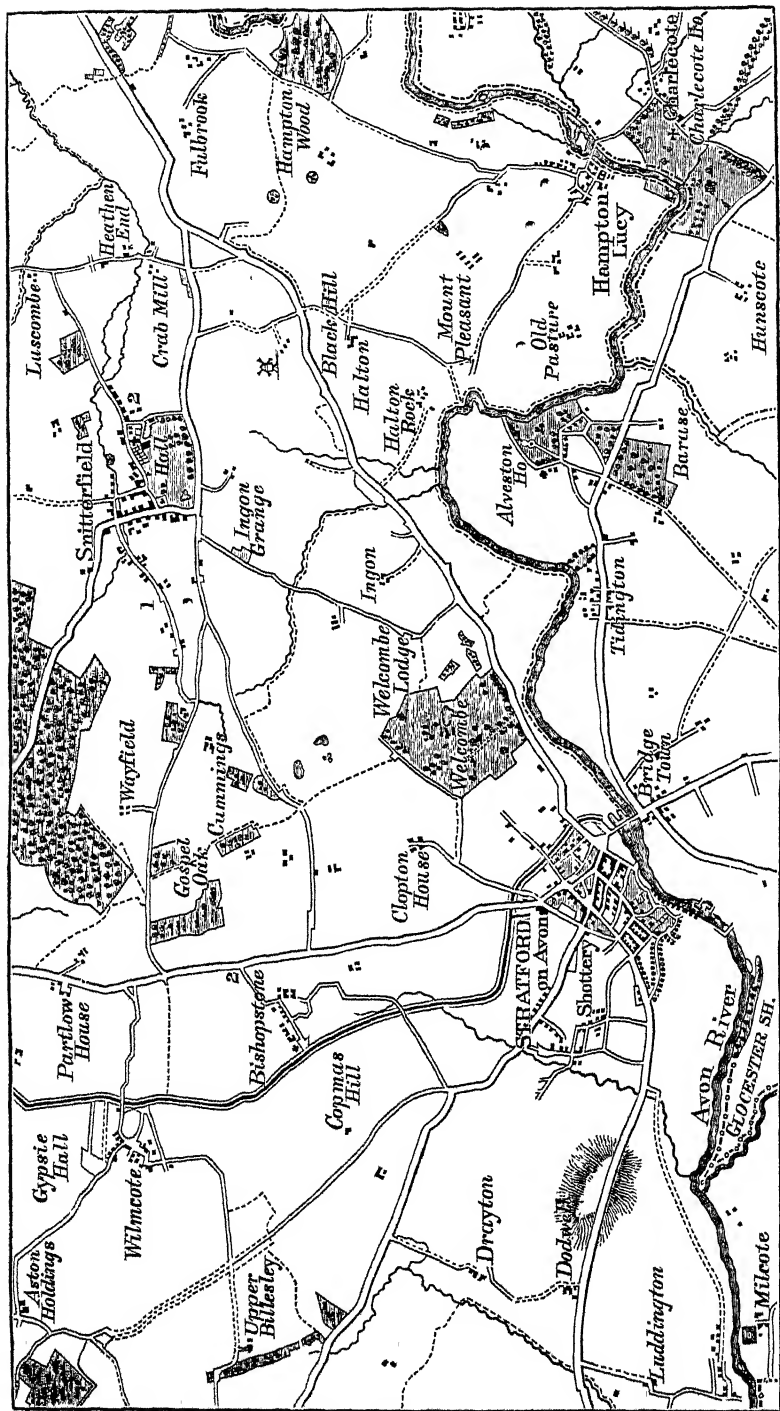 Aston
Holdings
Gypsie
Hall
Partlow
House
Luscombe
Snitterfield
Heathen
End
Wilmcote
Wayfield
1
2
Hall
Crab Mill
Gospel
Oak
Cummings
Fulbrook
Upper
Billesley
Bishopstone
2
Ingon
Grange
Hampton
Wood
Copmas
Hill
Black Hill
Halton
Ingon
Welcombe
Lodge
Welcombe
Clopton
House
Halton
Rock
Mount
Pleasant
Drayton
STRATFORD
on Avon
Shottery
Alveston
Ho.
Old
Pasture
Dodwell
Hampton
Lucy
Tidington
Bridge
Town
Baruse
Charlecote
Charlecote Ho.
Luddington
Avon River
GLOCESTER SH.
Hunscote
Milcote